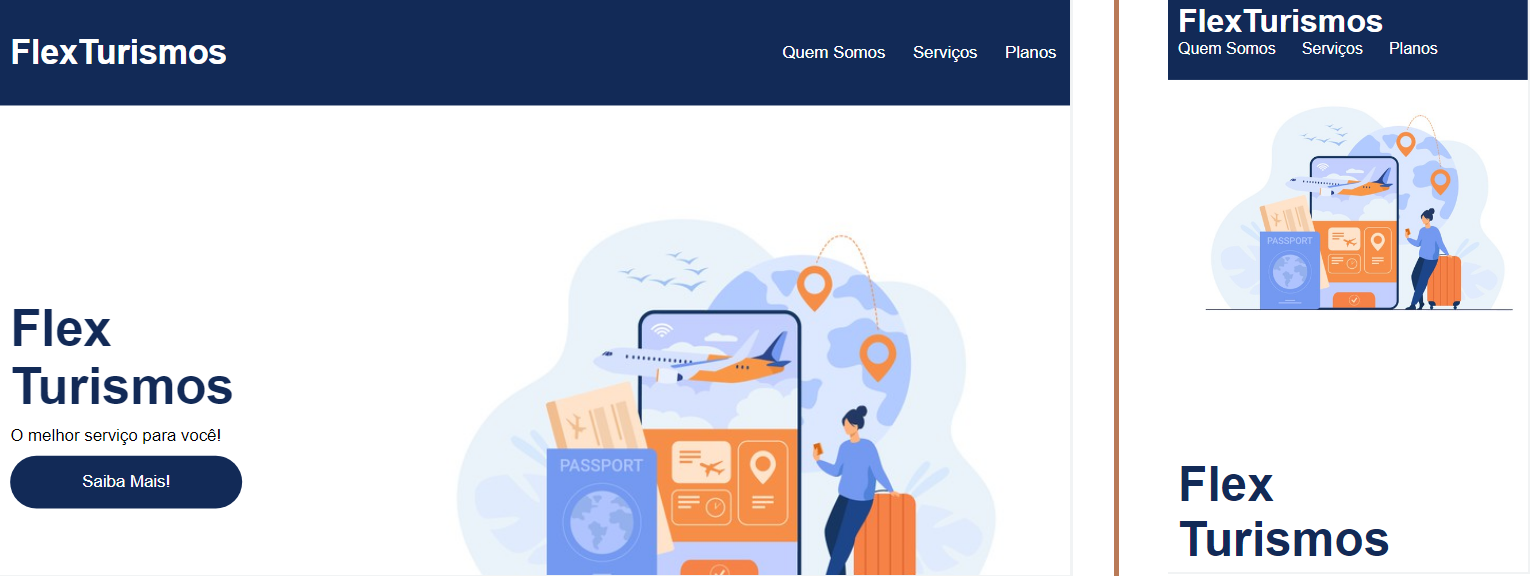 FlexTurismos
Quem Somos Serviços Planos
Flex
Turismos
O melhor serviço para você!
Saiba Mais!
PASSPORT
FlexTurismos
Quem Somos Serviços Planos
PASSPORT
Flex
Turismos